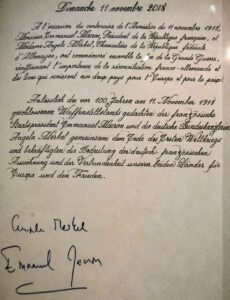 Dimanche 11 novembre 2018
A l'occasion du centenaire de l'Armistice du 11 novembre 1918,
Monsieur Emmanuel Macron, Président de la République française, et
Madame Angela Merkel, Chancelière de la République fédérale
d'Allemagne, ont commémoré ensemble la fin de la Grande Guerre,
réaffirmant l'importance de la réconciliation franco-allemande et
les liens qui unissent nos deux pays pour l'Europe et pour la paix.
Anlässlich des vor 100 Jahren am 11. November 1918
geschlossenen Waffenstillstands gedachten der französische
Staatspräsident Emmanuel Macron und die deutsche Bundeskanzlerin
Angela Merkel gemeinsam dem Ende des Ersten Weltkriegs
und bekräftigten die Bedeutung der deutsch-französischen
Aussöhnung und der Verbundenheit unserer beiden Länder für
Europa und den Frieden.
Angela Merkel
Emmanuel Macron